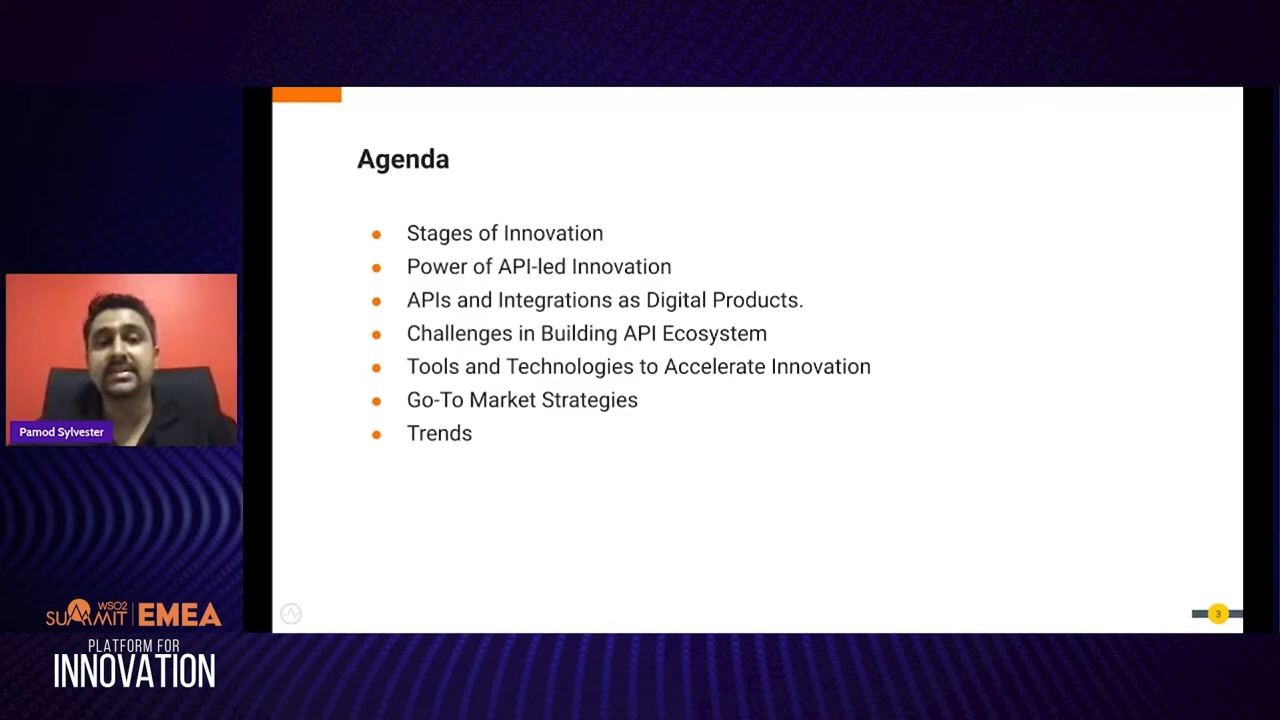 Agenda
Stages of Innovation
Power of API-led Innovation
APIs and Integrations as Digital Products.
Challenges in Building API Ecosystem
Tools and Technologies to Accelerate Innovation
Go-To Market Strategies
Trends
Pamod Sylvester
WSO2
SUMMIT EMEA
PLATFORM FOR
INNOVATION
3